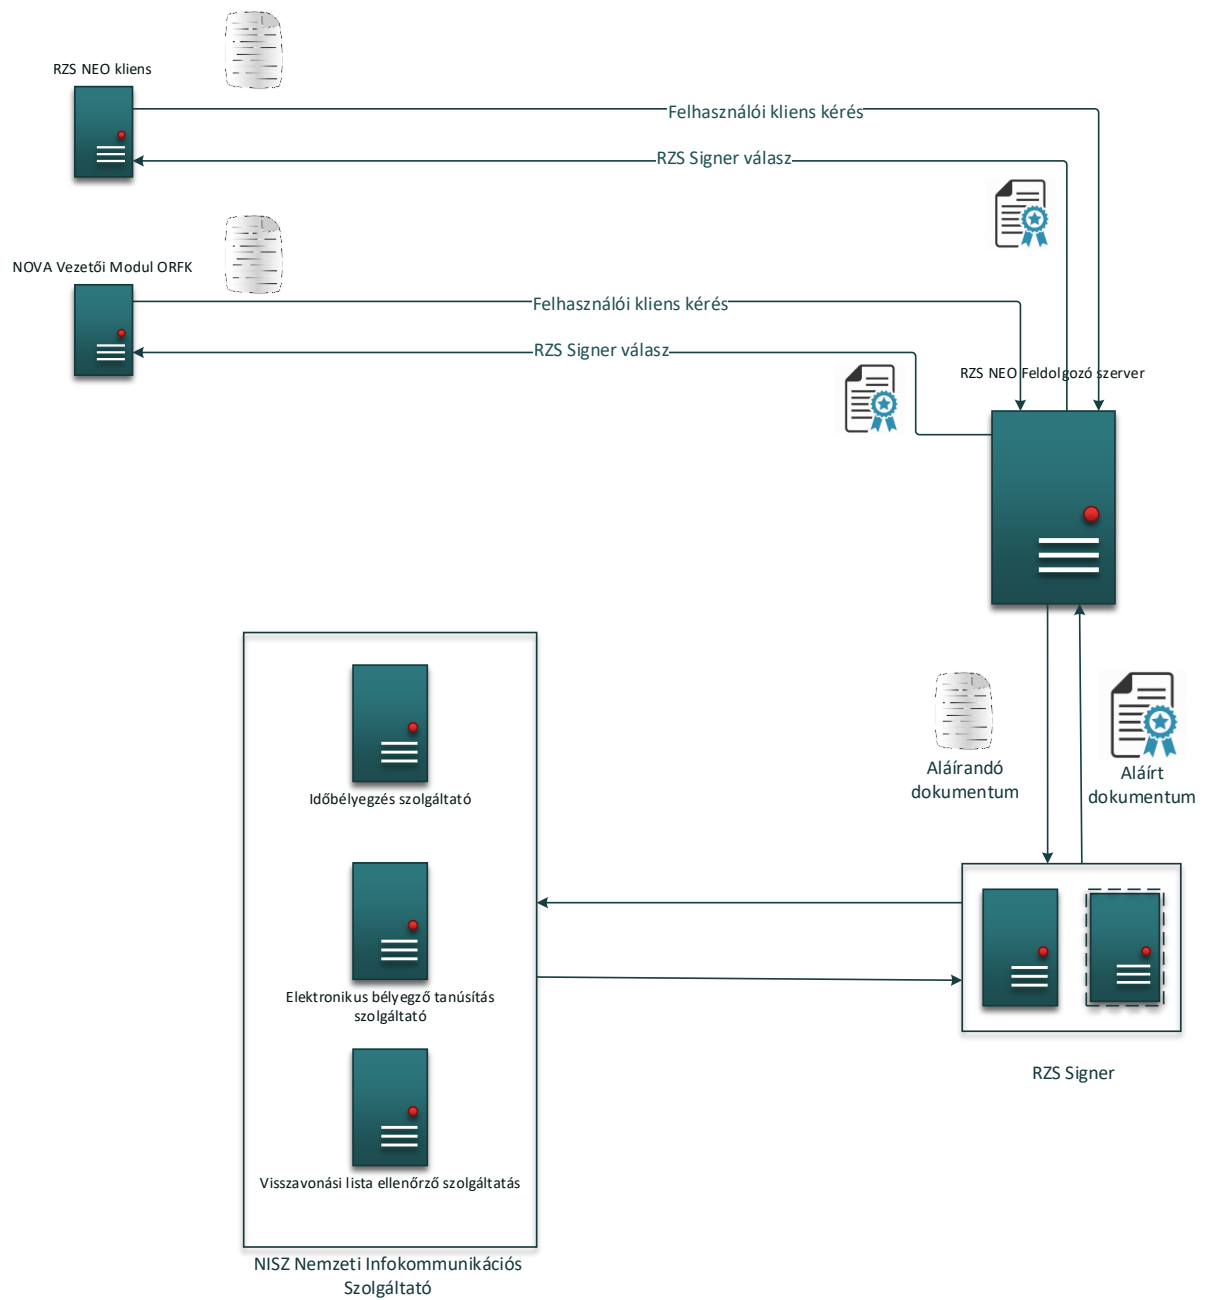 RZS NEO kliens
Felhasználói kliens kérés
RZS Signer válasz
NOVA Vezetői Modul ORFK
Felhasználói kliens kérés
RZS Signer válasz
RZS NEO Feldolgozó szerver
Aláírandó
dokumentum
Aláírt
dokumentum
Időbélyegzés szolgáltató
Elektronikus bélyegző tanúsítás
szolgáltató
Visszavonási lista ellenőrző szolgáltatás
RZS Signer
NISZ Nemzeti Infokommunikációs
Szolgáltató